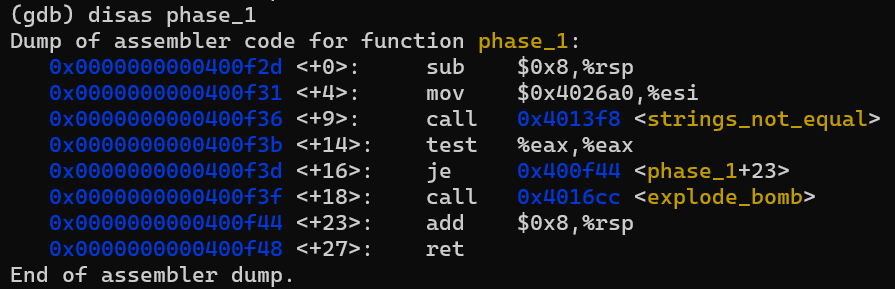 (gdb) disas phase_1
Dump of assembler code for function phase_1:
   0x0000000000400f2d <+0>:     sub    $0x8,%rsp
   0x0000000000400f31 <+4>:     mov    $0x4026a0,%esi
   0x0000000000400f36 <+9>:     call   0x4013f8 <strings_not_equal>
   0x0000000000400f3b <+14>:    test   %eax,%eax
   0x0000000000400f3d <+16>:    je     0x400f44 <phase_1+23>
   0x0000000000400f3f <+18>:    call   0x4016cc <explode_bomb>
   0x0000000000400f44 <+23>:    add    $0x8,%rsp
   0x0000000000400f48 <+27>:    ret
End of assembler dump.